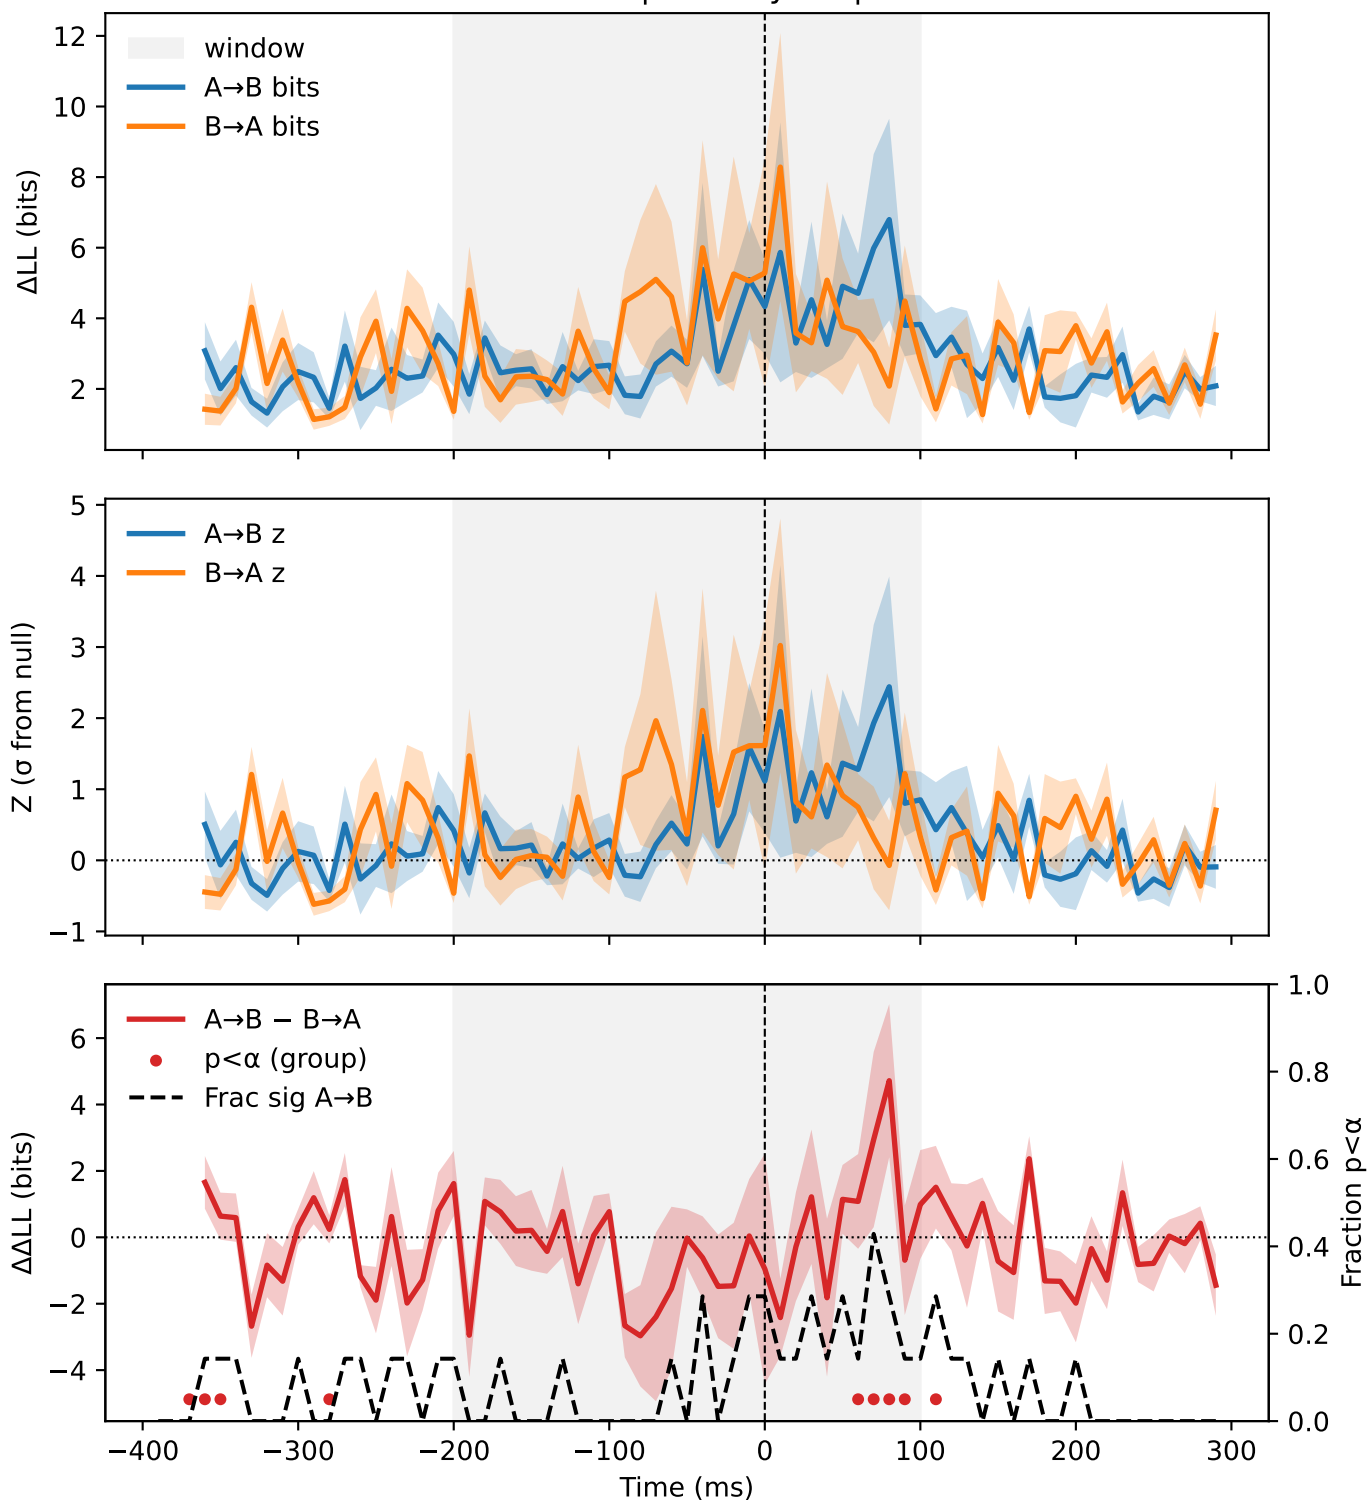 12
10
8
6
4
2
ΔLL (bits)
window
A→B bits
B→A bits
5
4
3
2
1
0
−1
Z (σ from null)
A→B z
B→A z
6
4
2
0
−2
−4
ΔΔLL (bits)
A→B − B→A
p<α (group)
Frac sig A→B
1.0
0.8
0.6
0.4
0.2
0.0
Fraction p<α
−400
−300
−200
−100
0
100
200
300
Time (ms)